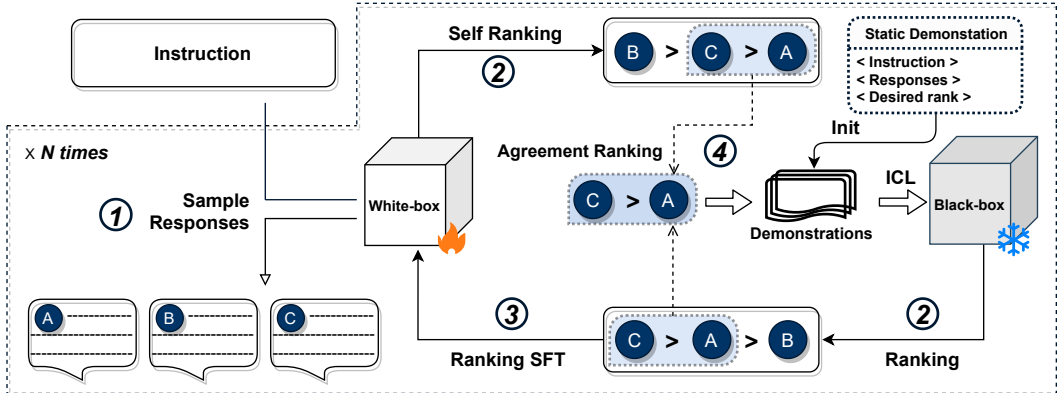 Instruction
Self Ranking
2
B > C > A
Static Demonstation
< Instruction >
< Responses >
< Desired rank >
x N times
1
Sample
Responses
White-box
Agreement Ranking
4
C > A
Init
Demonstrations
ICL
Black-box
A
B
C
3
Ranking SFT
C > A > B
2
Ranking